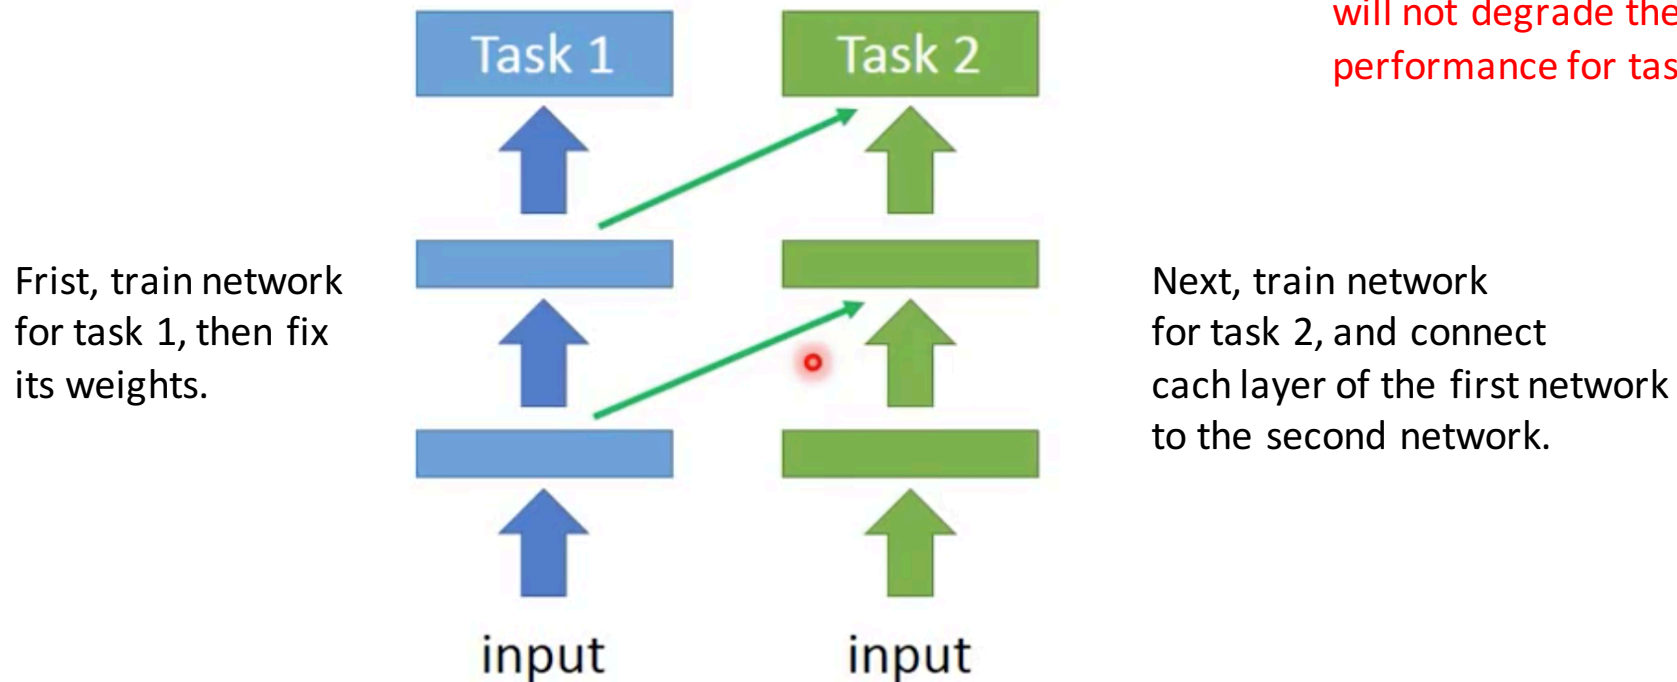 will not degrade the
performance for tas
Task 1
Task 2
Frist, train network
for task 1, then fix
its weights.
Next, train network
for task 2, and connect
cach layer of the first network
to the second network.
input
input